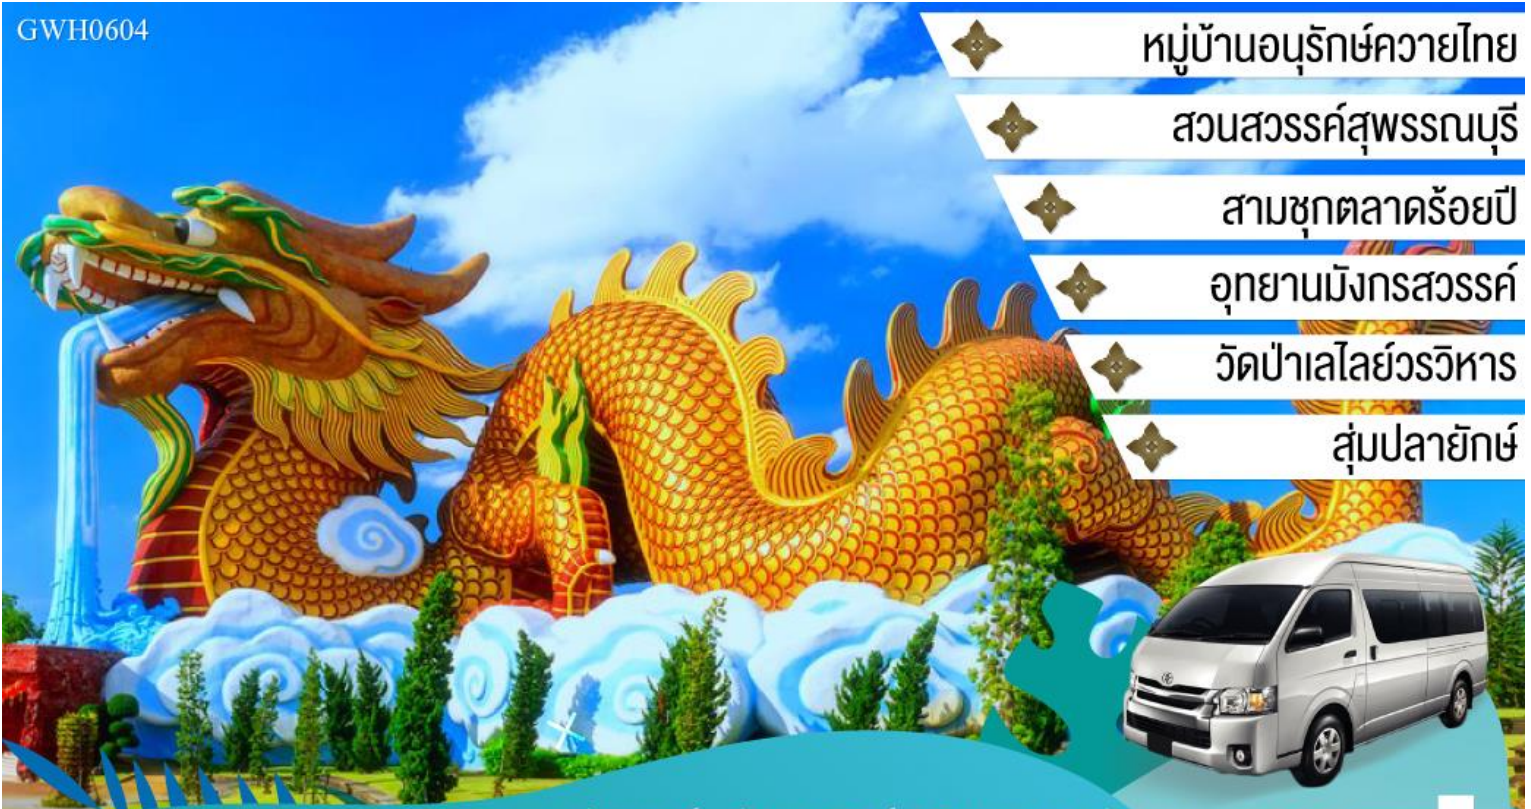 GWH0604
หมู่บ้านอนุรักษ์ควายไทย
สวนสวรรค์สุพรรณบุรี
สามชุกตลาดร้อยปี
อุทยานมังกรสวรรค์
วัดป่าเลไลย์วรวิหาร
สุ่มปลายักษ์